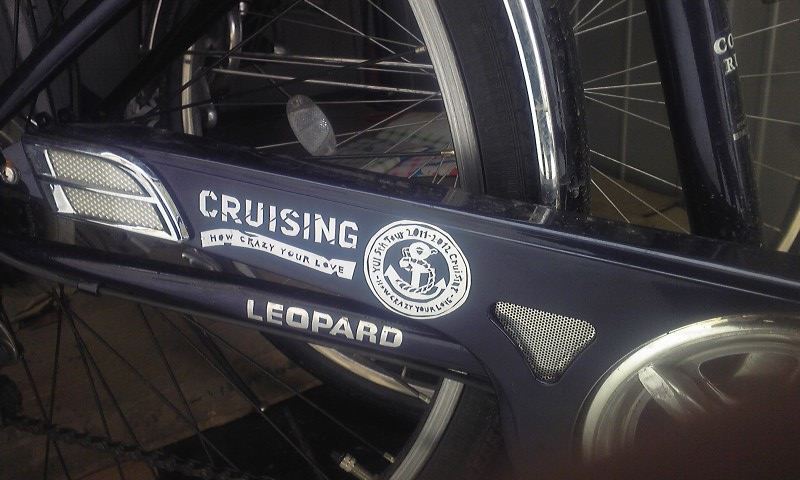 CRUISING
HOW CRAZY YOUR LOVE
YUI 5th Tour 2011-2012 Cruising
HOW CRAZY YOUR LOVE
LEOPARD